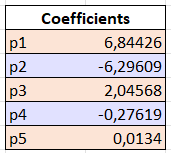 Coefficients
p1 6,84426
p2 -6,29609
p3 2,04568
p4 -0,27619
p5 0,0134